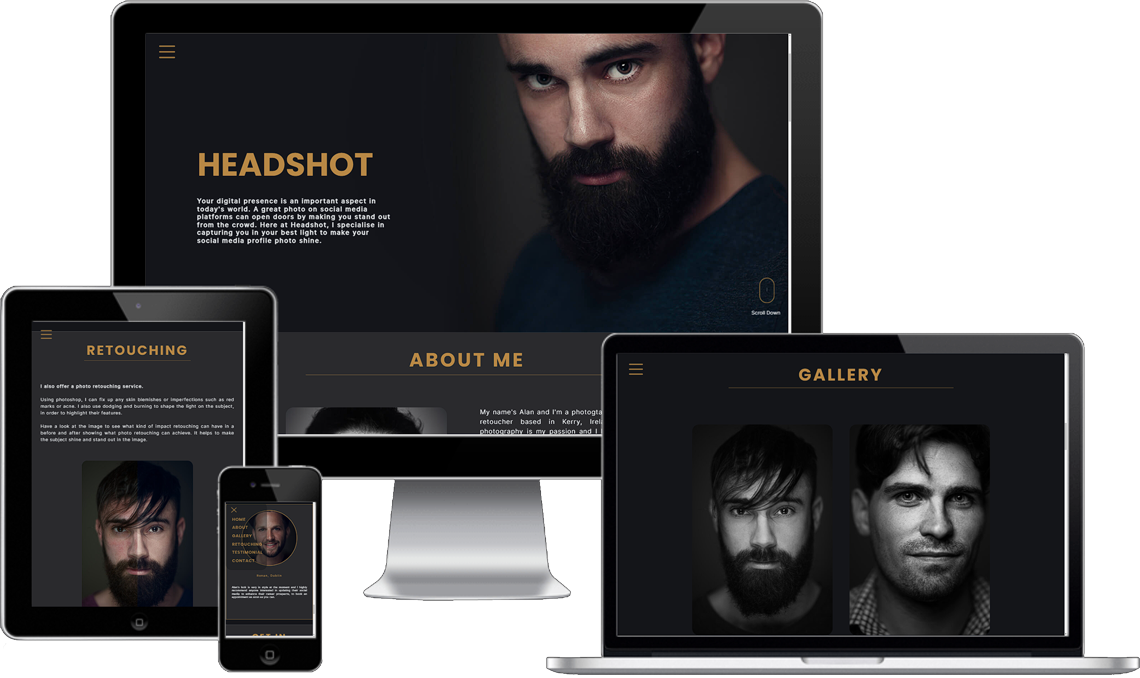 HEADSHOT
Your digital presence is an important aspect in
today's world. A great photo on social media
platforms can open doors by making you stand out
from the crowd. Here at Headshot, I specialise in
capturing you in your best light to make your
social media profile photo shine.
Scroll Down
ABOUT ME
My name's Alan and I'm a photogra
retoucher based in Kerry, Irel
photography is my passion and I
RETOUCHING
I also offer a photo retouching service.
Using photoshop, I can fix up any skin blemishes or imperfections such as red
marks or acne. I also use dodging and burning to shape the light on the subject,
in order to highlight their features.
Have a look at the image to see what kind of impact retouching can have in a
before and after showing what photo retouching can achieve. It helps to make
the subject shine and stand out in the image.
HOME
ABOUT
GALLERY
RETOUCHING
TESTIMONIAL
CONTACT
GET IN
GALLERY